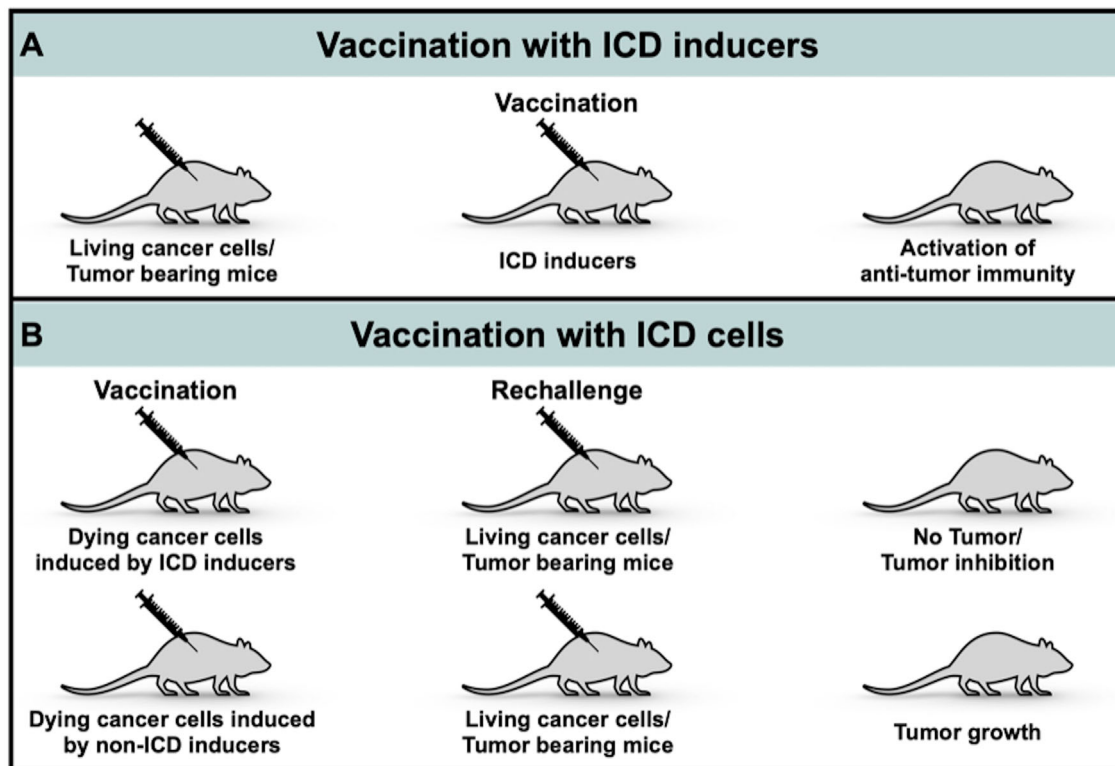 A
Vaccination with ICD inducers
Vaccination
Living cancer cells/
Tumor bearing mice
ICD inducers
Activation of
anti-tumor immunity
B
Vaccination with ICD cells
Vaccination
Rechallenge
Dying cancer cells
induced by ICD inducers
Living cancer cells/
Tumor bearing mice
No Tumor/
Tumor inhibition
Dying cancer cells induced
by non-ICD inducers
Living cancer cells/
Tumor bearing mice
Tumor growth